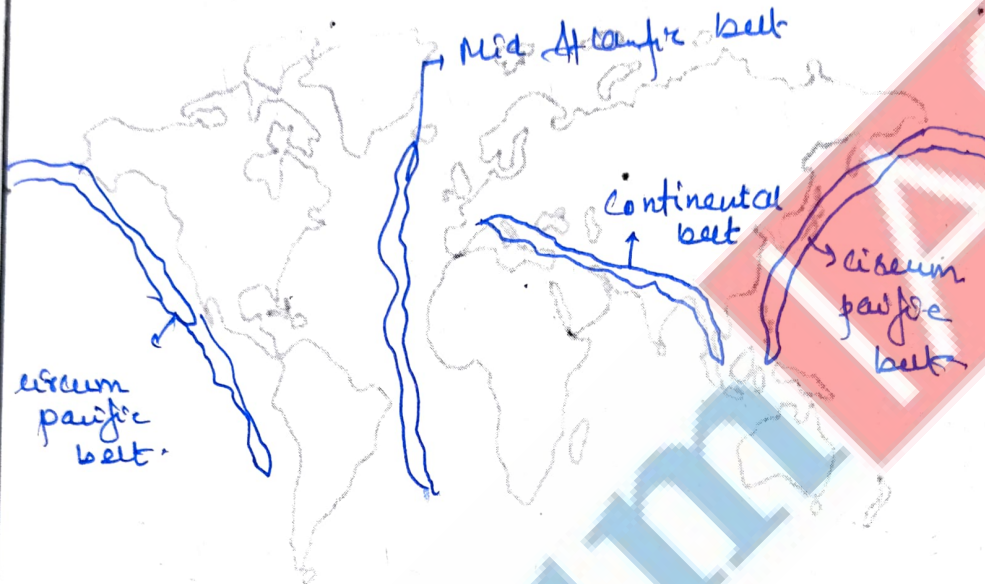 Mid Atlantic belt
Continental
belt
circum
pacific
belt
circum
pacific
belt.